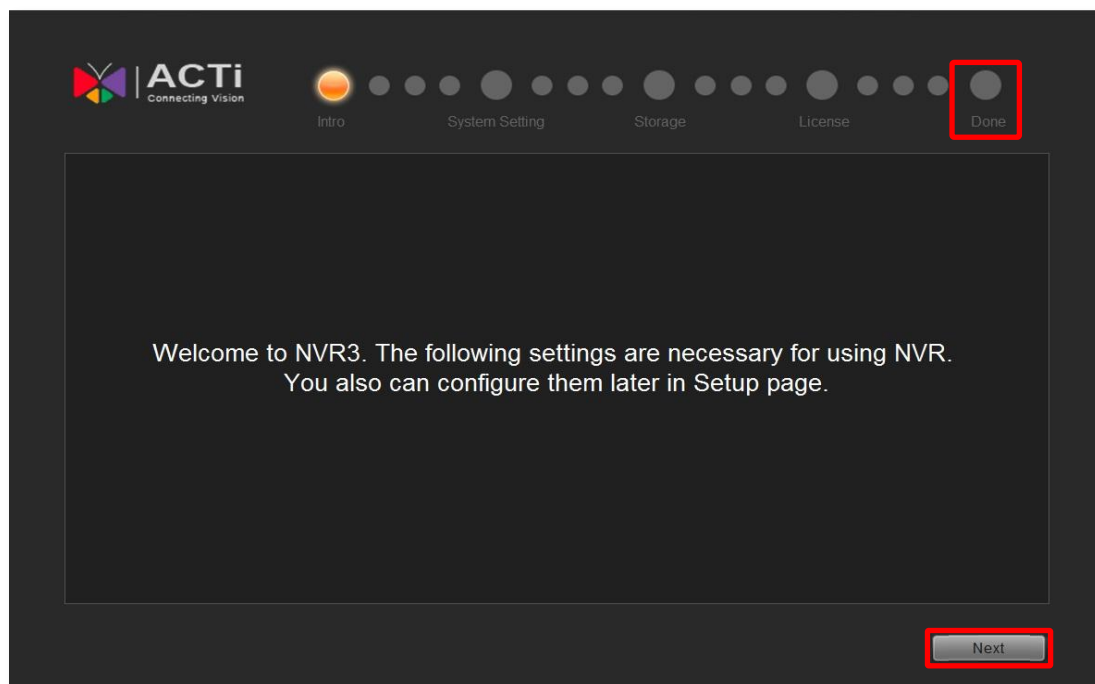 ACTi
Connecting Vision
Intro
System Setting
Storage
License
Done
Welcome to NVR3. The following settings are necessary for using NVR.
You also can configure them later in Setup page.
Next